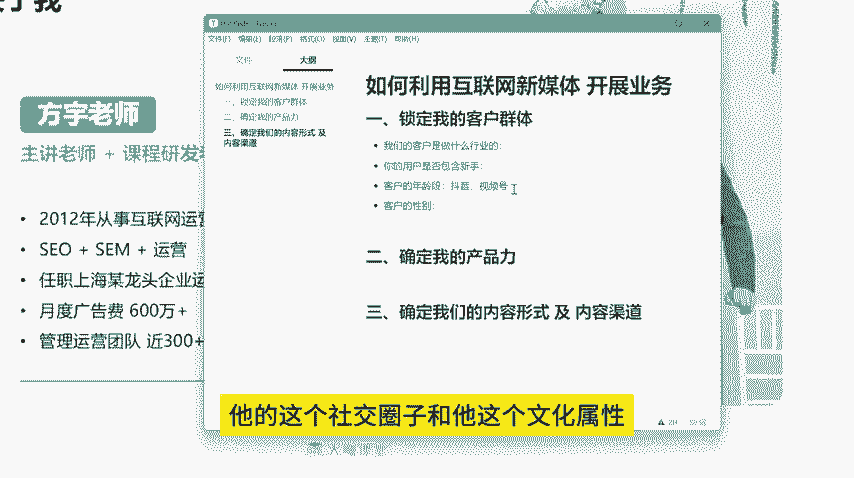 方宇老师
主讲老师 + 课程研发
• 2012年从事互联网运营
• SEO + SEM + 运营
• 任职上海某龙头企业运
• 月度广告费 600万+
• 管理运营团队 近300+
文件(F) 编辑(E) 段落(P) 格式(O) 视图(V) 主题(T) 帮助(H)
文件 大纲
如何利用互联网新媒体 开展业务
一、锁定我的客户群体
二、确定我的产品力
三、确定我们的内容形式 及
内容渠道
如何利用互联网新媒体 开展业务
一、锁定我的客户群体
• 我们的客户是做什么行业的:
• 你的用户是否包含新手:
• 客户的年龄段：抖音、视频号
• 客户的性别:
二、确定我的产品力
三、确定我们的内容形式 及 内容渠道
他的这个社交圈子和他这个文化属性